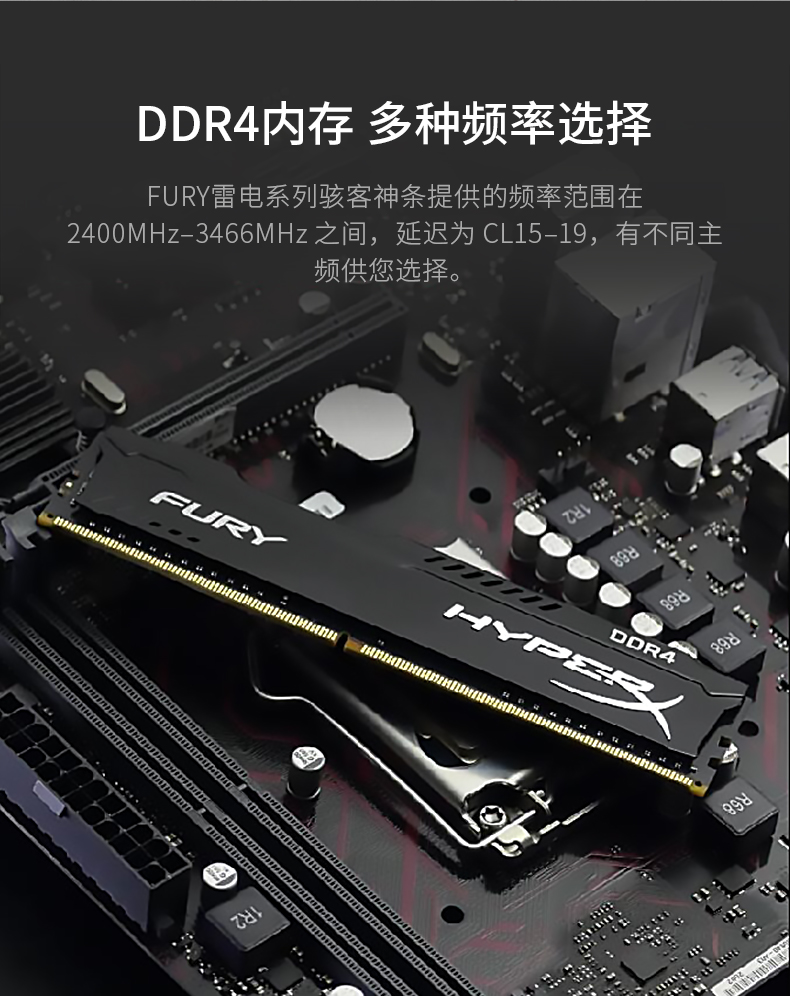 DDR4内存 多种频率选择
FURY雷电系列骇客神条提供的频率范围在
2400MHz–3466MHz 之间，延迟为 CL15–19，有不同主
频供您选择。
FURY
1R2
R68
R68
R68
DDR4
HYPERX
R68
1R2